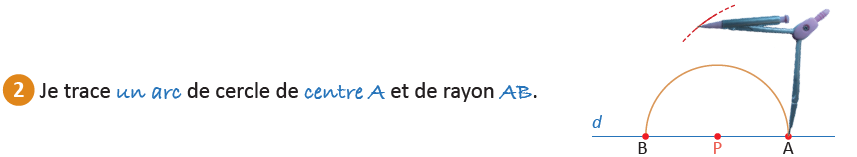 2 Je trace un arc de cercle de centre A et de rayon AB.
d
B P A